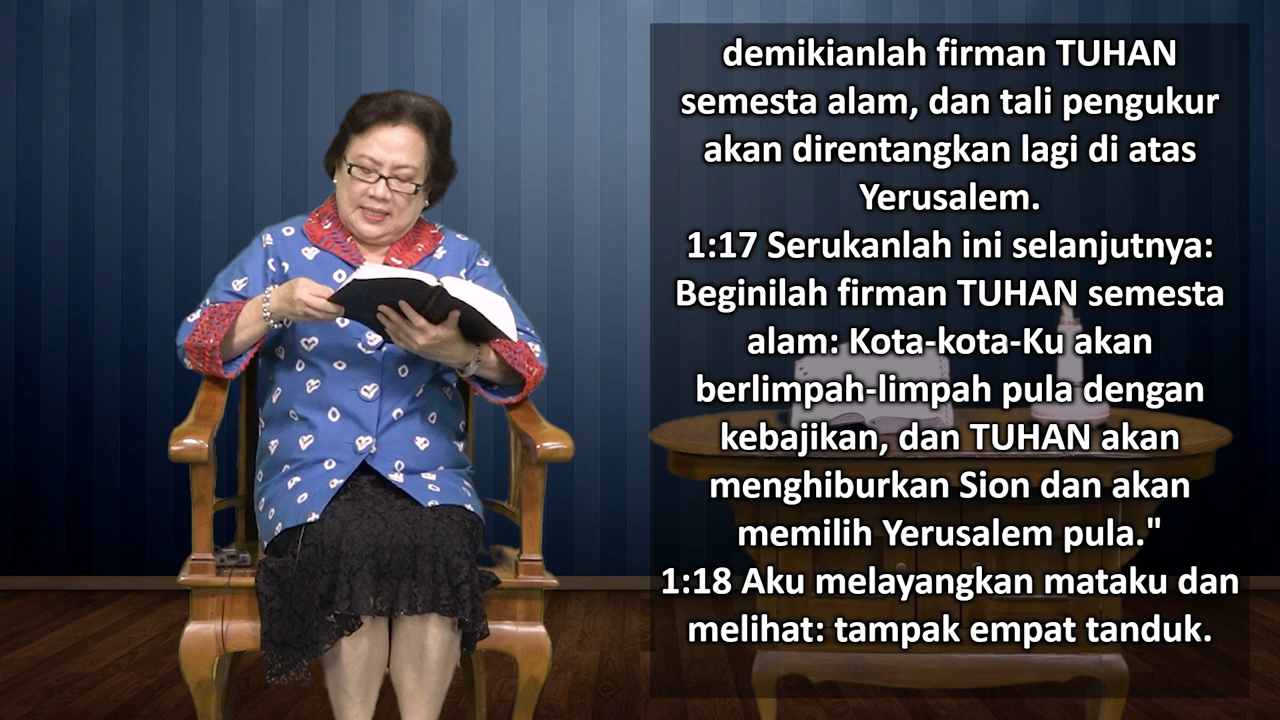 demikianlah firman TUHAN
semesta alam, dan tali pengukur
akan direntangkan lagi di atas
Yerusalem.
1:17 Serukanlah ini selanjutnya:
Beginilah firman TUHAN semesta
alam: Kota-kota-Ku akan
berlimpah-limpah pula dengan
kebajikan, dan TUHAN akan
menghiburkan Sion dan akan
memilih Yerusalem pula."
1:18 Aku melayangkan mataku dan
melihat: tampak empat tanduk.